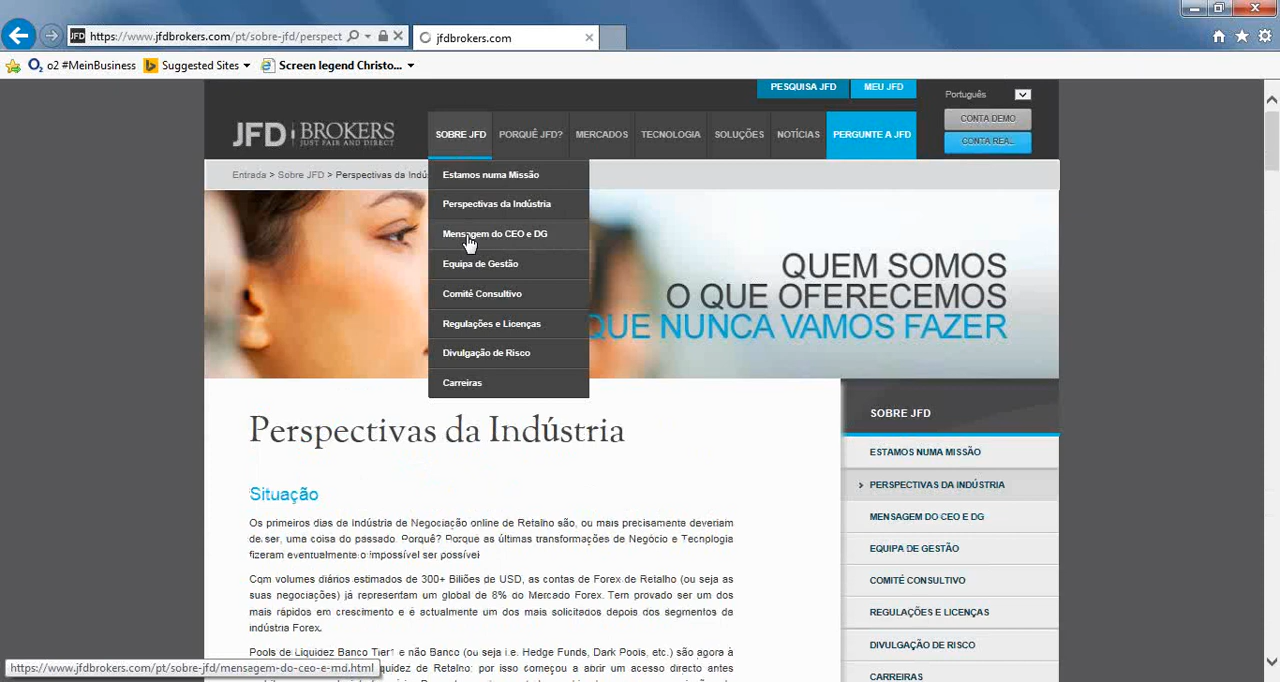 https://www.jfdbrokers.com/pt/sobre-jfd/perspect
jfdbrokers.com
o2 #MeinBusiness
Suggested Sites
Screen legend Christo...
PESQUISA JFD
MEU JFD
Português
JFD BROKERS
JUST FAIR AND DIRECT
SOBRE JFD
PORQUÊ JFD?
MERCADOS
TECNOLOGIA
SOLUÇÕES
NOTÍCIAS
PERGUNTE A JFD
CONTA DEMO
CONTA REA..
Entrada > Sobre JFD > Perspectivas da Indú
Estamos numa Missão
Perspectivas da Indústria
Mensagem do CEO e DG
Equipa de Gestão
Comité Consultivo
Regulações e Licenças
Divulgação de Risco
Carreiras
QUEM SOMOS
O QUE OFERECEMOS
QUE NUNCA VAMOS FAZER
Perspectivas da Indústria
Situação
Os primeiros dias da Indústria de Negociação online de Retalho são, ou mais precisamente deveriam
de ser, uma coisa do passado. Porquê? Porque as últimas transformações de Negócio e Tecnologia
fizeram eventualmente o impossível ser possível
Com volumes diários estimados de 300+ Biliões de USD, as contas de Forex de Retalho (ou seja as
suas negociações) já representam um global de 8% do Mercado Forex. Tem provado ser um dos
mais rápidos em crescimento e é actualmente um dos mais solicitados depois dos segmentos da
indústria Forex.
Pools de Liquidez Banco Tier1 e não Banco (ou seja i.e. Hedge Funds, Dark Pools, etc.) são agora à
quidez de Retalho: por isso começou a abrir um acesso directo antes
SOBRE JFD
ESTAMOS NUMA MISSÃO
PERSPECTIVAS DA INDÚSTRIA
MENSAGEM DO CEO E DG
EQUIPA DE GESTÃO
COMITÉ CONSULTIVO
REGULAÇÕES E LICENÇAS
DIVULGAÇÃO DE RISCO
CARREIRAS
https://www.jfdbrokers.com/pt/sobre-jfd/mensagem-do-ceo-e-md.html